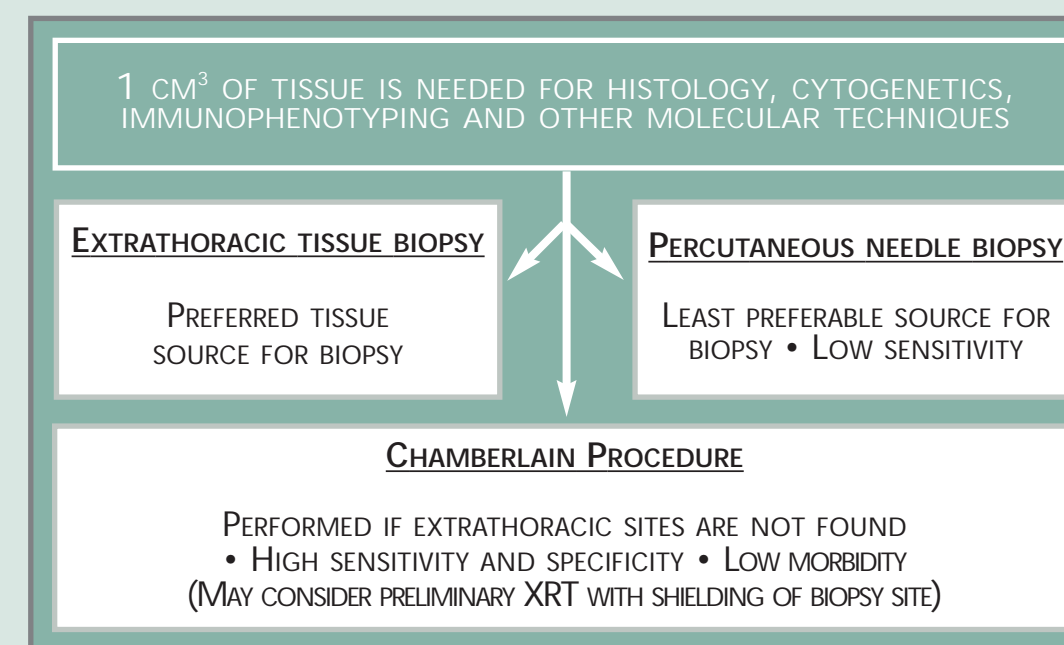 1 CM³ OF TISSUE IS NEEDED FOR HISTOLOGY, CYTOGENETICS,
IMMUNOPHENOTYPING AND OTHER MOLECULAR TECHNIQUES
EXTRATHORACIC TISSUE BIOPSY
PREFERRED TISSUE
SOURCE FOR BIOPSY
PERCUTANEOUS NEEDLE BIOPSY
LEAST PREFERABLE SOURCE FOR
BIOPSY • LOW SENSITIVITY
CHAMBERLAIN PROCEDURE
PERFORMED IF EXTRATHORACIC SITES ARE NOT FOUND
• HIGH SENSITIVITY AND SPECIFICITY • LOW MORBIDITY
(MAY CONSIDER PRELIMINARY XRT WITH SHIELDING OF BIOPSY SITE)